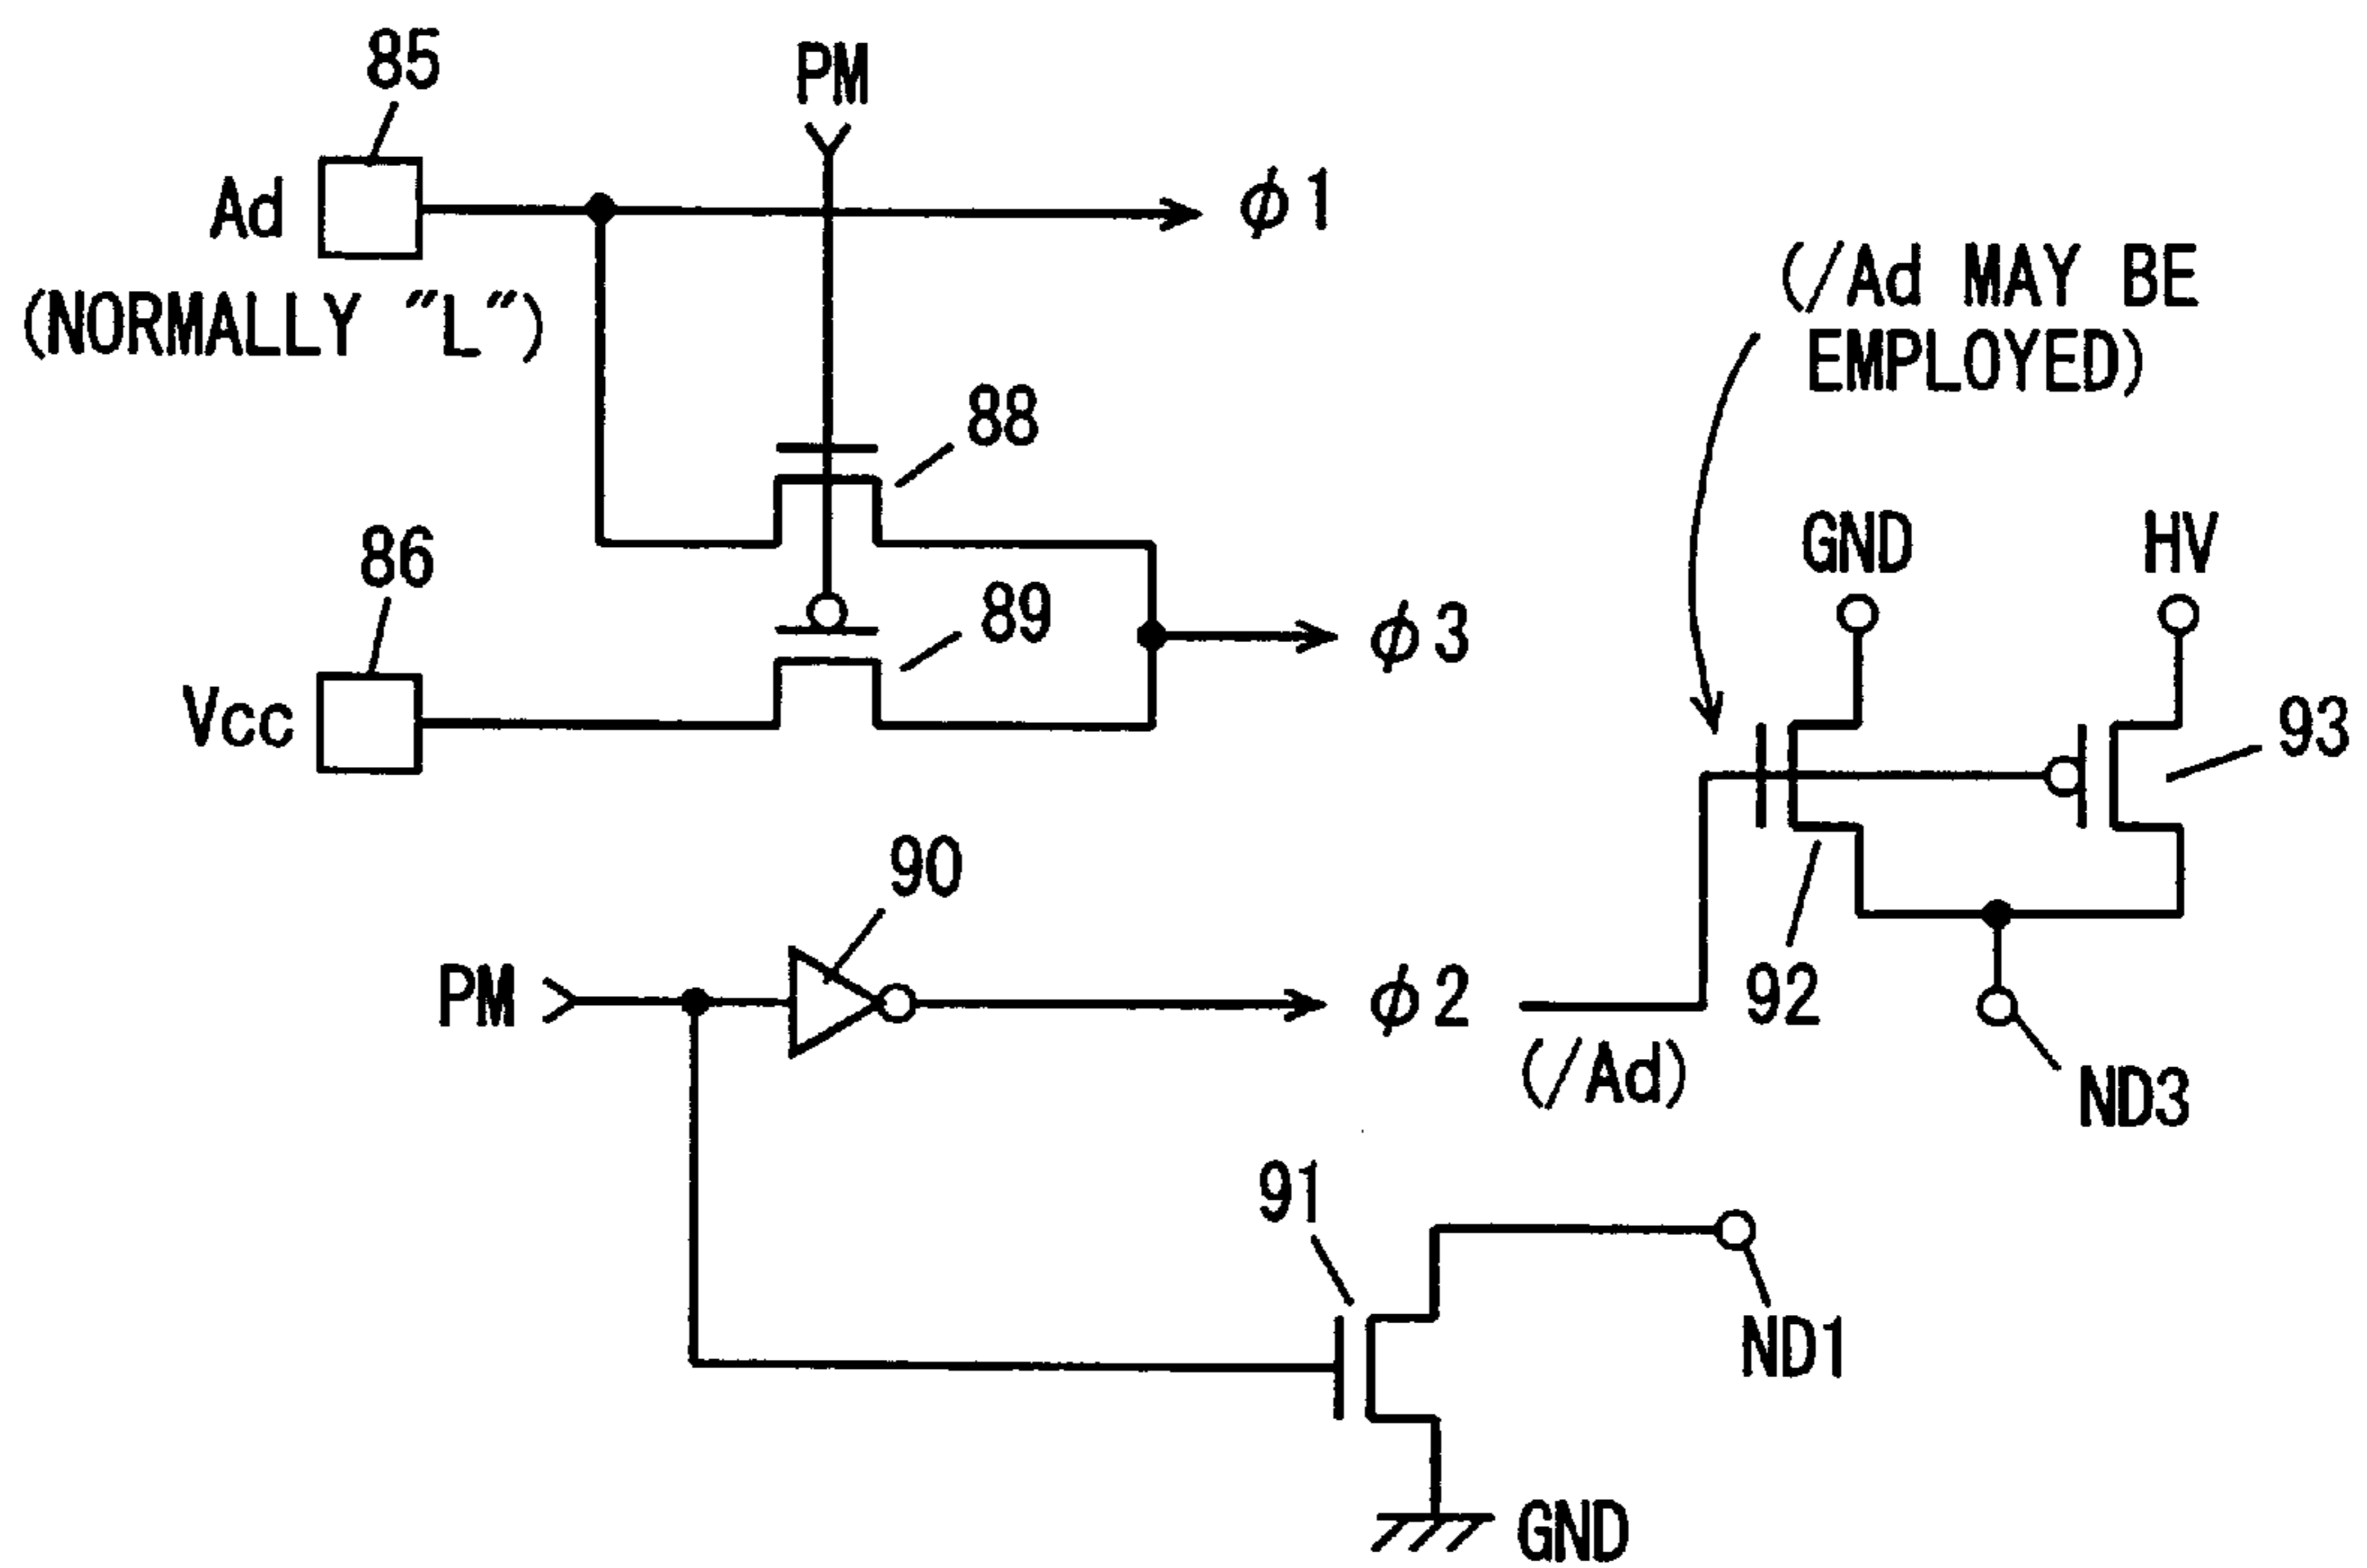 85
PM
Ad
φ1
(NORMALLY "L")
(/Ad MAY BE
EMPLOYED)
88
86
GND
HV
89
φ3
Vcc
93
90
PM
φ2
92
(/Ad)
ND3
91
ND1
GND